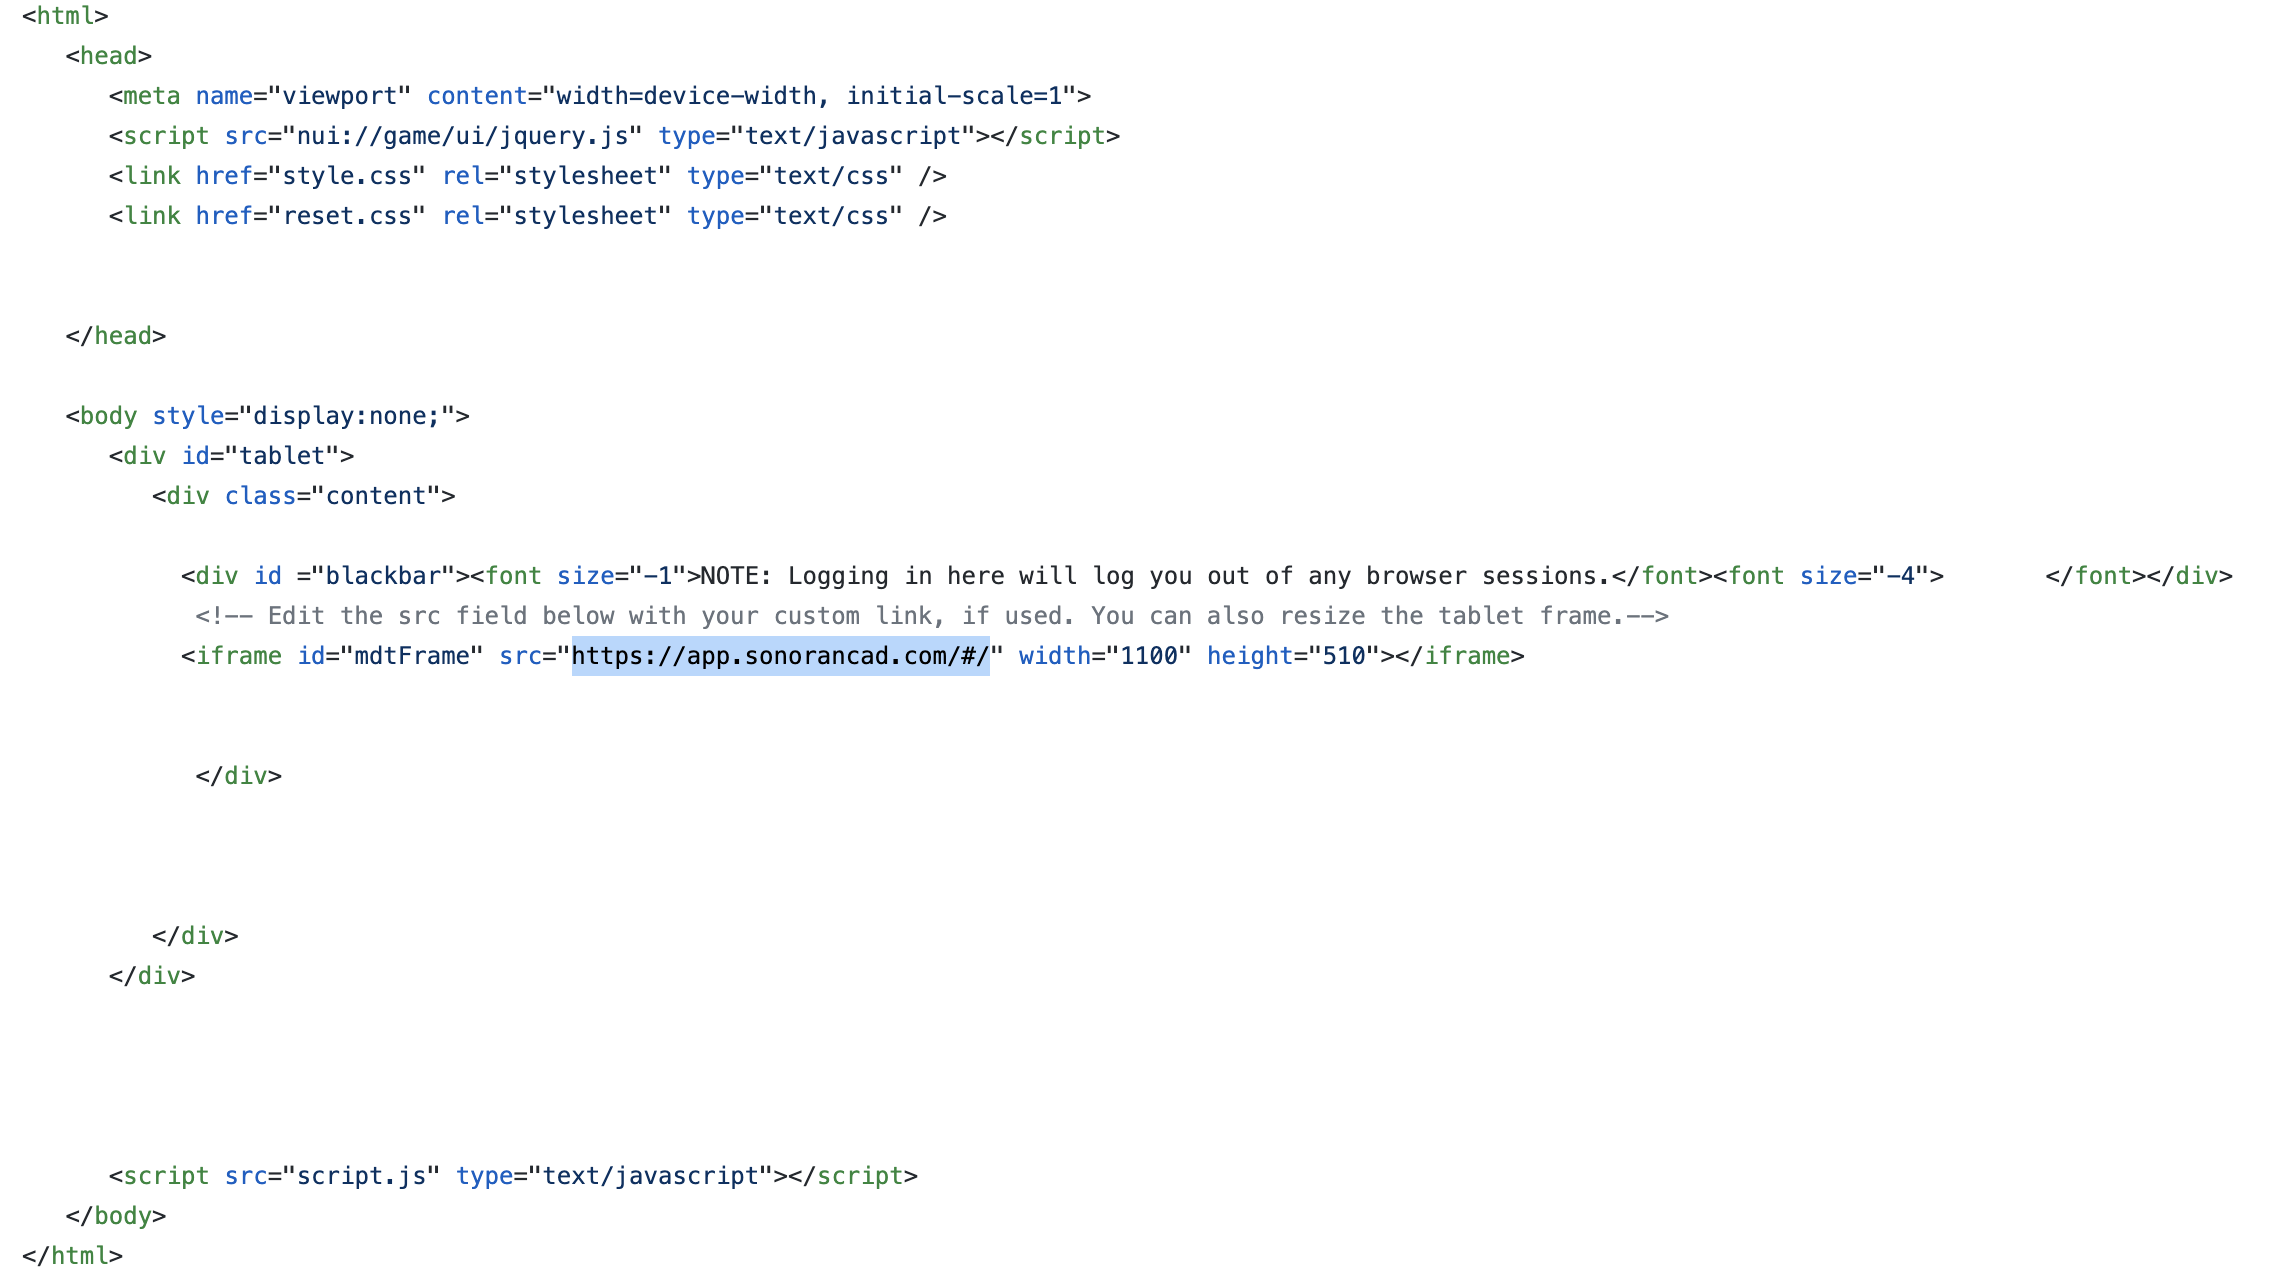 <html>
<head>
<meta name="viewport" content="width=device-width, initial-scale=1">
<script src="nui://game/ui/jquery.js" type="text/javascript"></script>
<link href="style.css" rel="stylesheet" type="text/css" />
<link href="reset.css" rel="stylesheet" type="text/css" />
</head>
<body style="display:none;">
<div id="tablet">
<div class="content">
<div id ="blackbar"><font size="-1">NOTE: Logging in here will log you out of any browser sessions.</font><font size="-4">       </font></div>
<!-- Edit the src field below with your custom link, if used. You can also resize the tablet frame.-->
<iframe id="mdtFrame" src="https://app.sonorancad.com/#/" width="1100" height="510"></iframe>
</div>
</div>
</div>
<script src="script.js" type="text/javascript"></script>
</body>
</html>